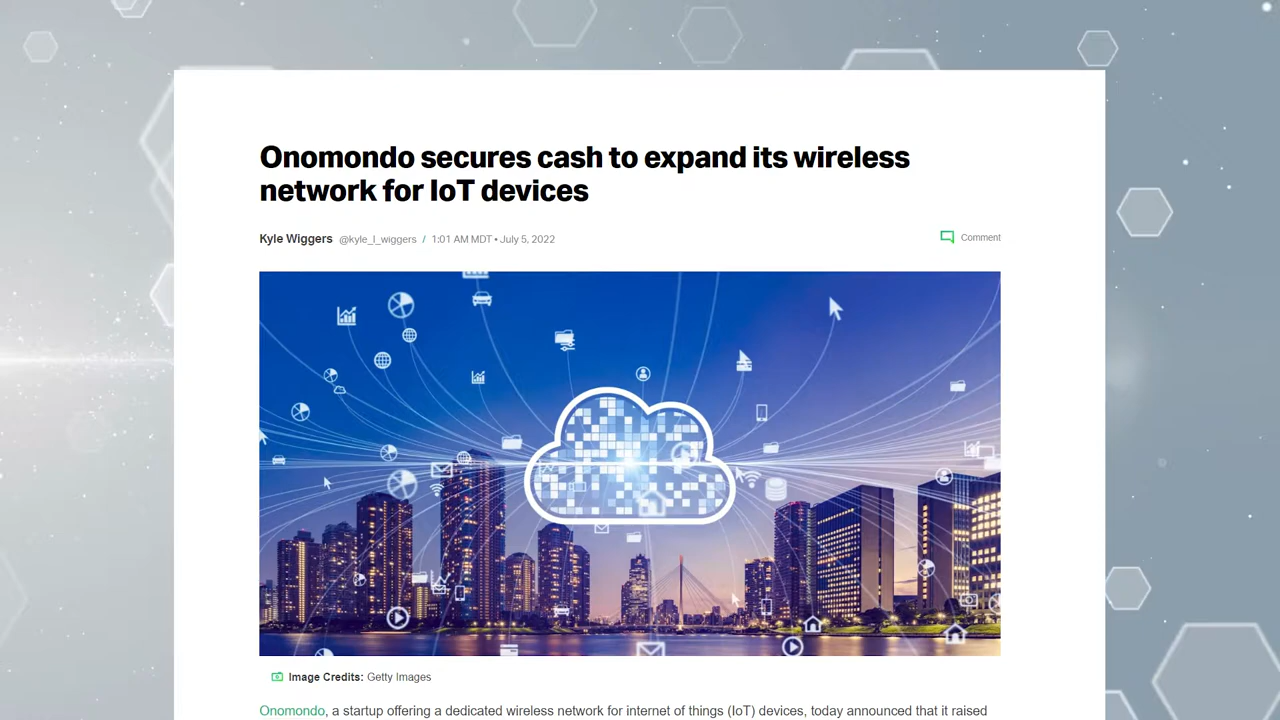 Onomondo secures cash to expand its wireless
network for IoT devices
Kyle Wiggers @kyle_l_wiggers / 1:01 AM MDT • July 5, 2022
Comment
Image Credits: Getty Images
Onomondo, a startup offering a dedicated wireless network for internet of things (IoT) devices, today announced that it raised